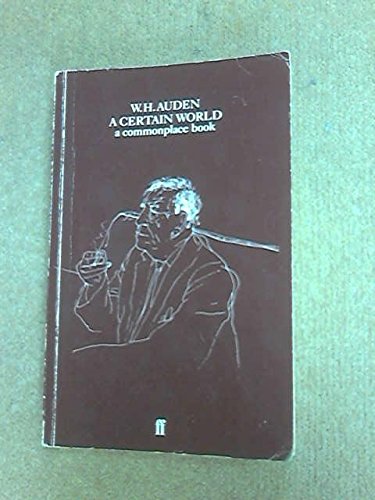 W.H. AUDEN
A CERTAIN WORLD
a commonplace book
ff